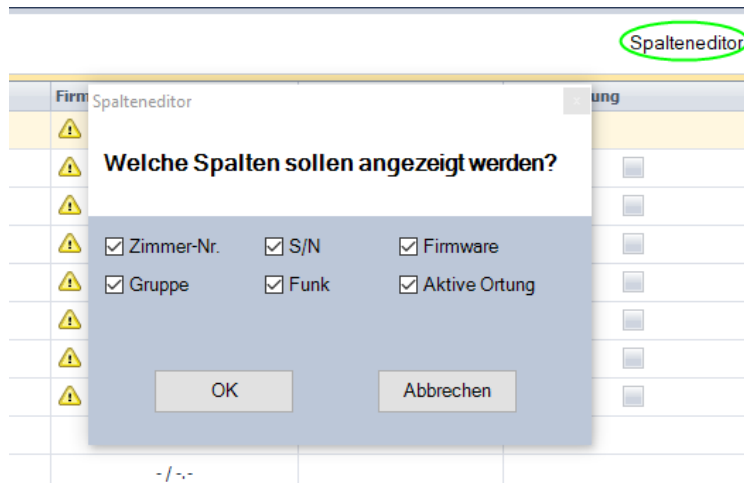 Spalteneditor
Firm
Spalteneditor
x
ung
Welche Spalten sollen angezeigt werden?
Zimmer-Nr. S/N Firmware
Gruppe Funk Aktive Ortung
OK Abbrechen
- / -.-